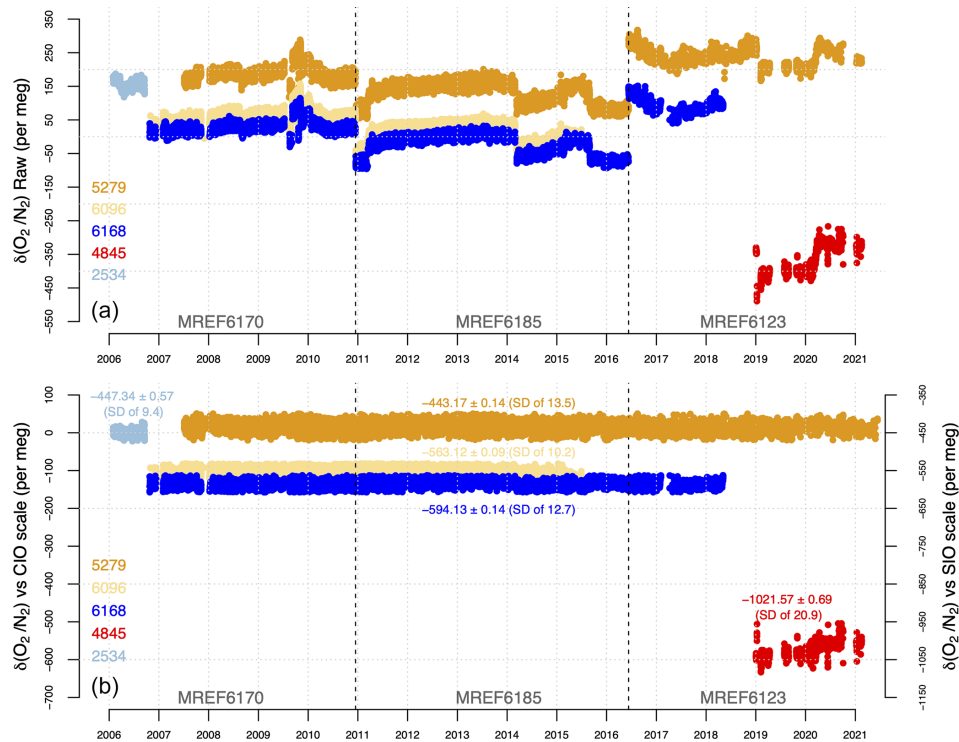 δ(O₂ /N₂) Raw (per meg)
350
250
150
50
−50
−150
−250
−350
−450
−550
5279
6096
6168
4845
2534
(a)
MREF6170 MREF6185 MREF6123
2006 2007 2008 2009 2010 2011 2012 2013 2014 2015 2016 2017 2018 2019 2020 2021
δ(O₂ /N₂) vs CIO scale (per meg)
100
0
−100
−200
−300
−400
−500
−600
−700
−447.34 ± 0.57
(SD of 9.4)
−443.17 ± 0.14 (SD of 13.5)
−563.12 ± 0.09 (SD of 10.2)
−594.13 ± 0.14 (SD of 12.7)
−1021.57 ± 0.69
(SD of 20.9)
5279
6096
6168
4845
2534
(b)
MREF6170 MREF6185 MREF6123
−350
−450
−550
−650
−750
−850
−950
−1050
−1150
δ(O₂ /N₂) vs SIO scale (per meg)
2006 2007 2008 2009 2010 2011 2012 2013 2014 2015 2016 2017 2018 2019 2020 2021